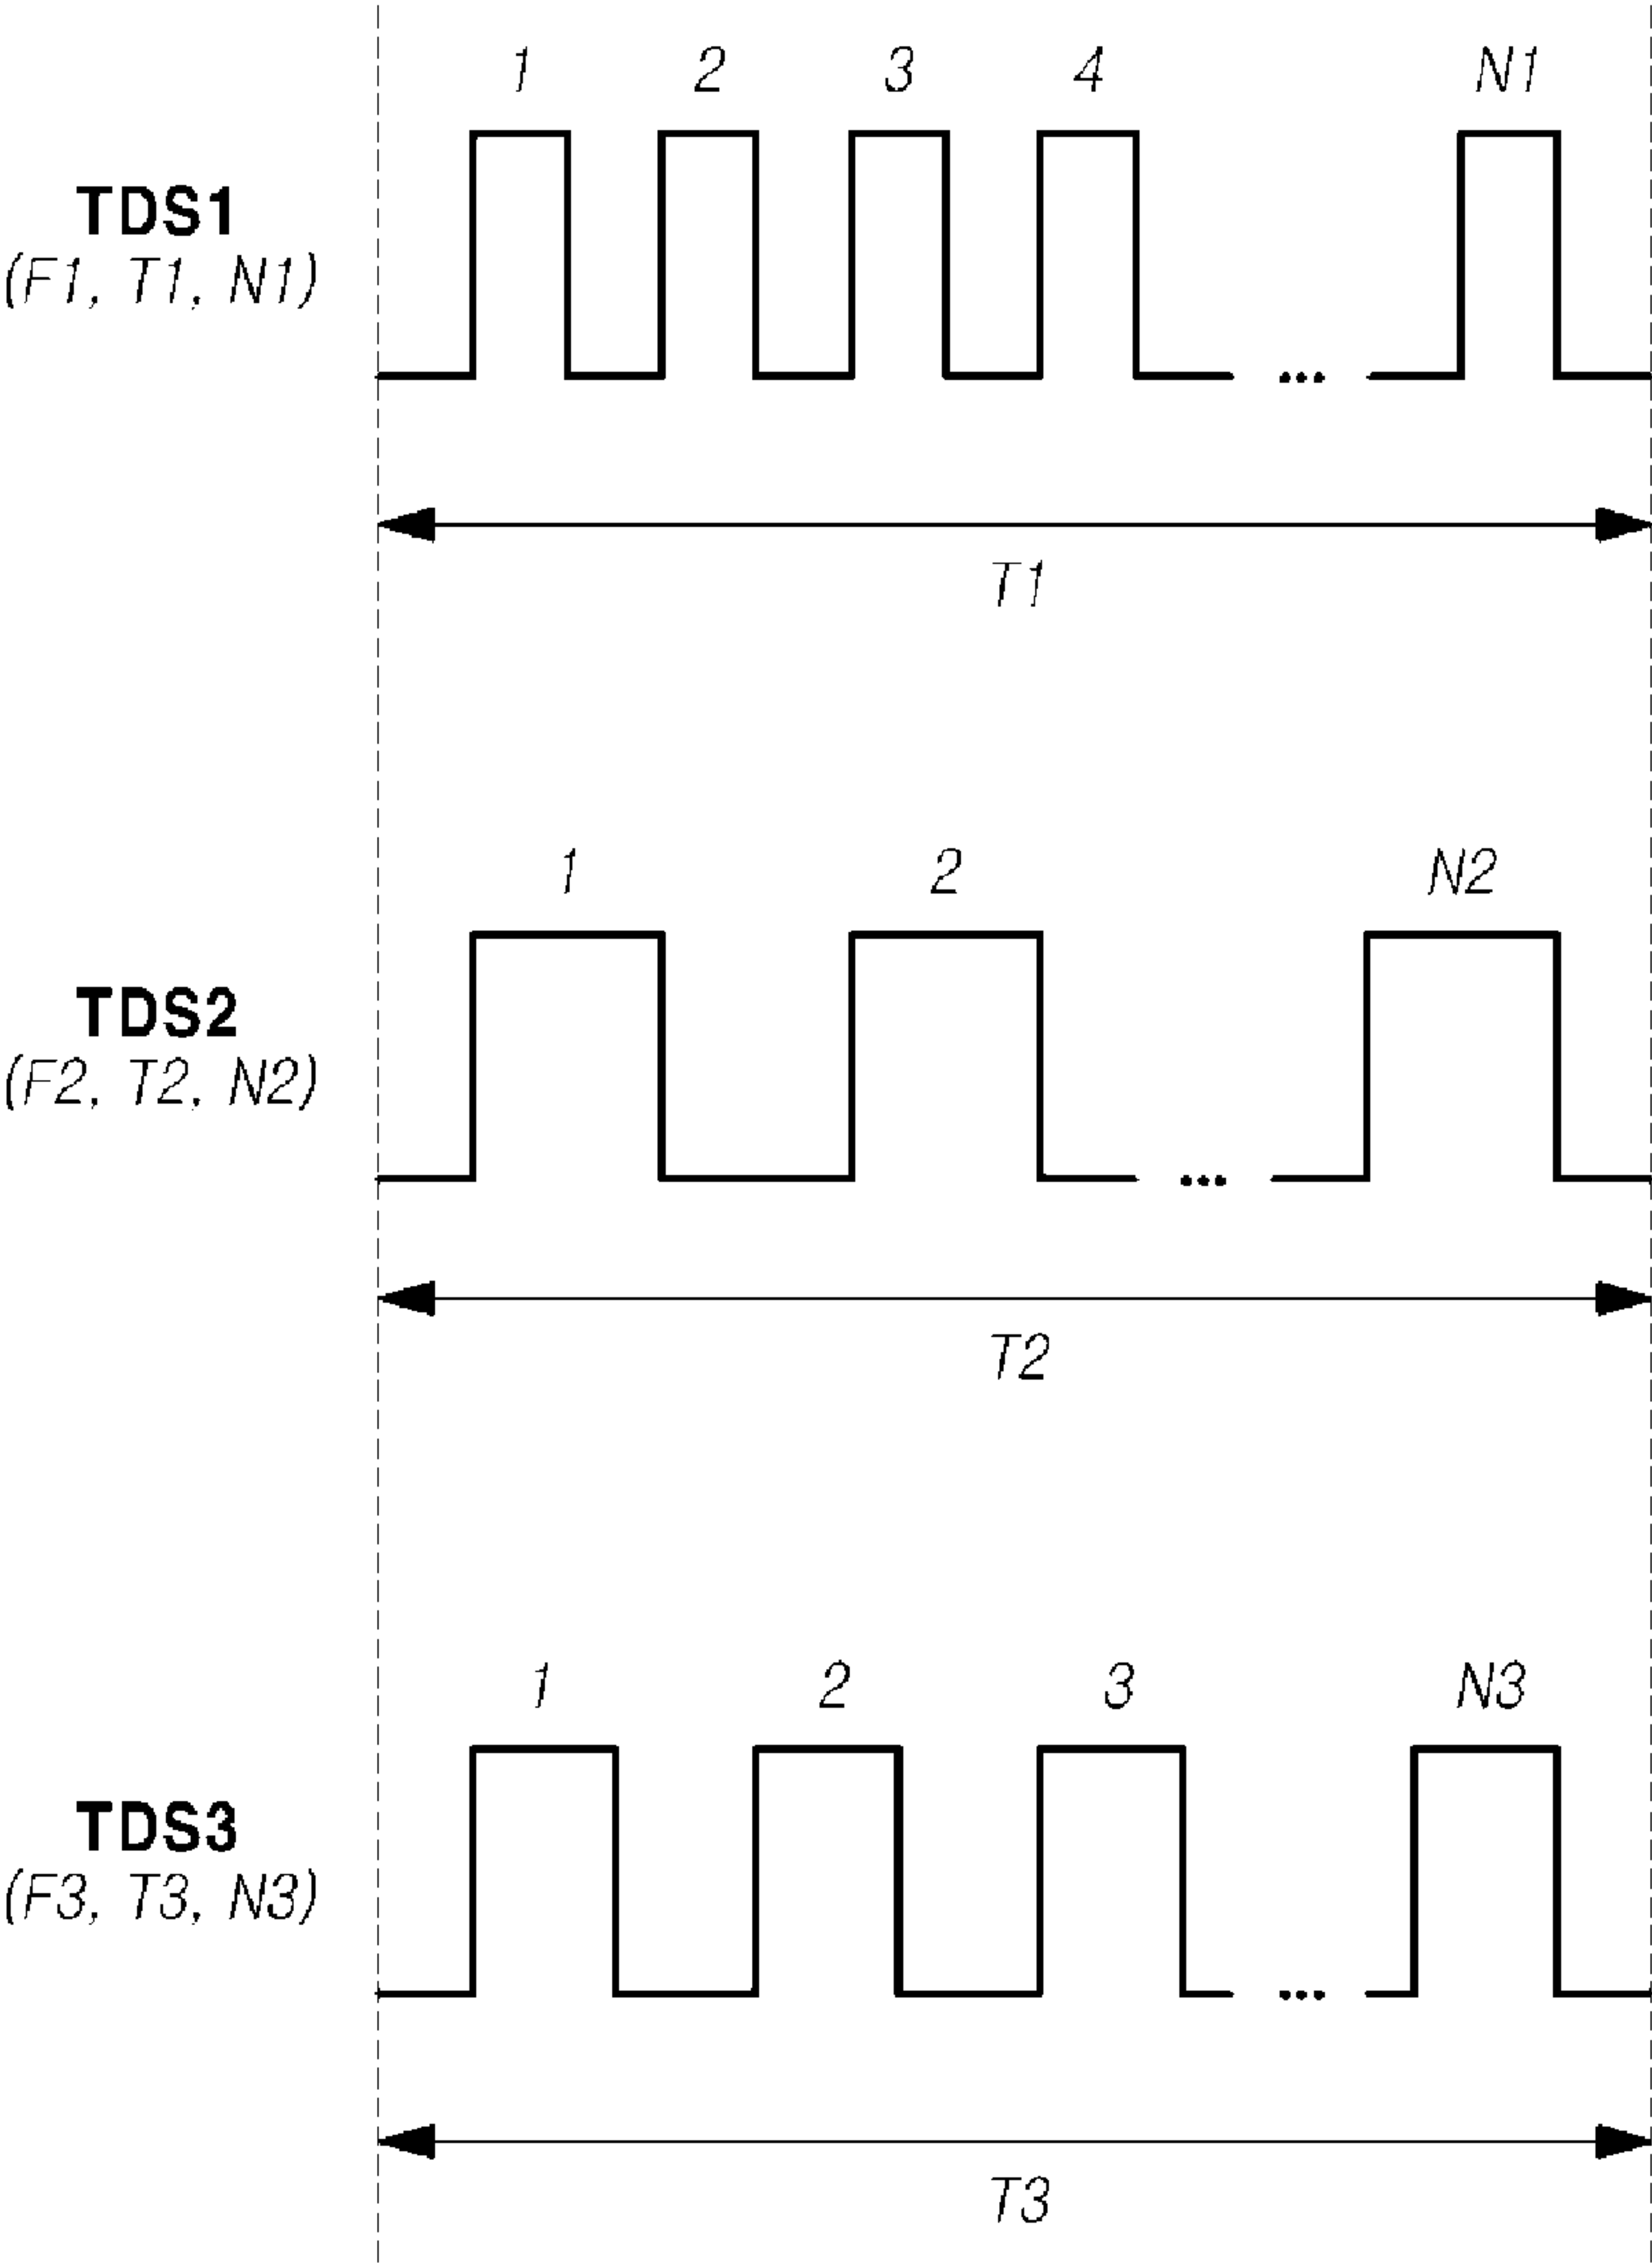 1 2 3 4 N1
TDS1
(F1, T1, N1)
...
T1
1 2 N2
TDS2
(F2, T2, N2)
...
T2
1 2 3 N3
TDS3
(F3, T3, N3)
...
T3